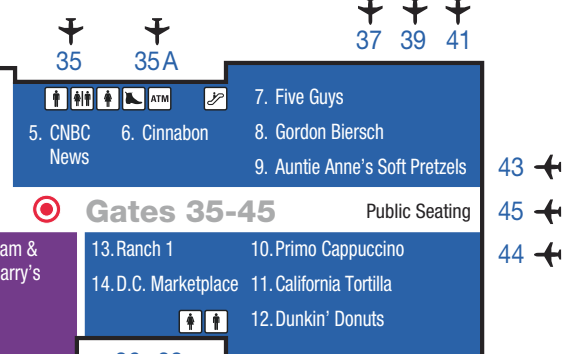 37 39 41
35 35A
ATM
7. Five Guys
5. CNBC News
6. Cinnabon
8. Gordon Biersch
9. Auntie Anne's Soft Pretzels
43
Gates 35-45
Public Seating
45
44
am &
arry's
13. Ranch 1
14. D.C. Marketplace
10. Primo Cappuccino
11. California Tortilla
12. Dunkin' Donuts